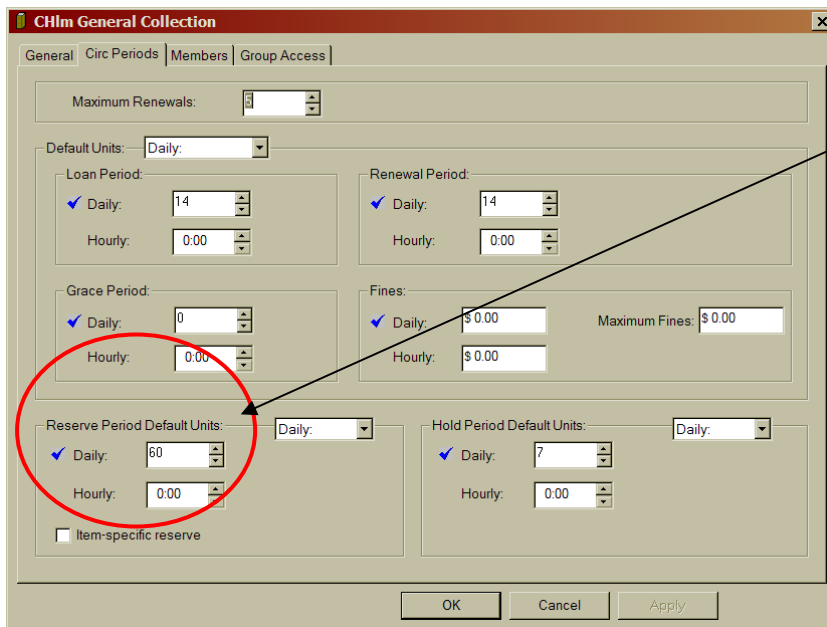 CHlm General Collection
General Circ Periods Members Group Access
Maximum Renewals: 5
Default Units: Daily:
Loan Period: Renewal Period:
Daily: 14 Daily: 14
Hourly: 0:00 Hourly: 0:00
Grace Period: Fines:
Daily: 0 Daily: $ 0.00 Maximum Fines: $ 0.00
Hourly: 0:00 Hourly: $ 0.00
Reserve Period Default Units: Daily: Hold Period Default Units: Daily:
Daily: 60 Daily: 7
Hourly: 0:00 Hourly: 0:00
Item-specific reserve
OK Cancel Apply